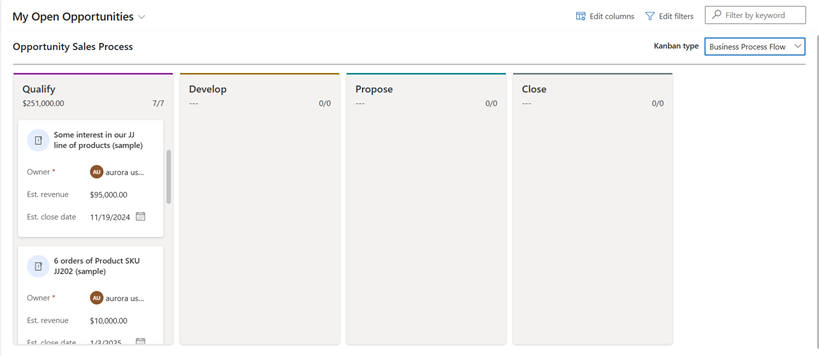 My Open Opportunities
Edit columns
Edit filters
Filter by keyword
Opportunity Sales Process
Kanban type
Business Process Flow
Qualify
$251,000.00
7/7
Develop
---
0/0
Propose
---
0/0
Close
---
0/0
Some interest in our JJ
line of products (sample)
Owner *
AU aurora us...
Est. revenue
$95,000.00
Est. close date
11/19/2024
6 orders of Product SKU
JJ202 (sample)
Owner *
AU aurora us...
Est. revenue
$10,000.00
Est. close date
1/3/2025